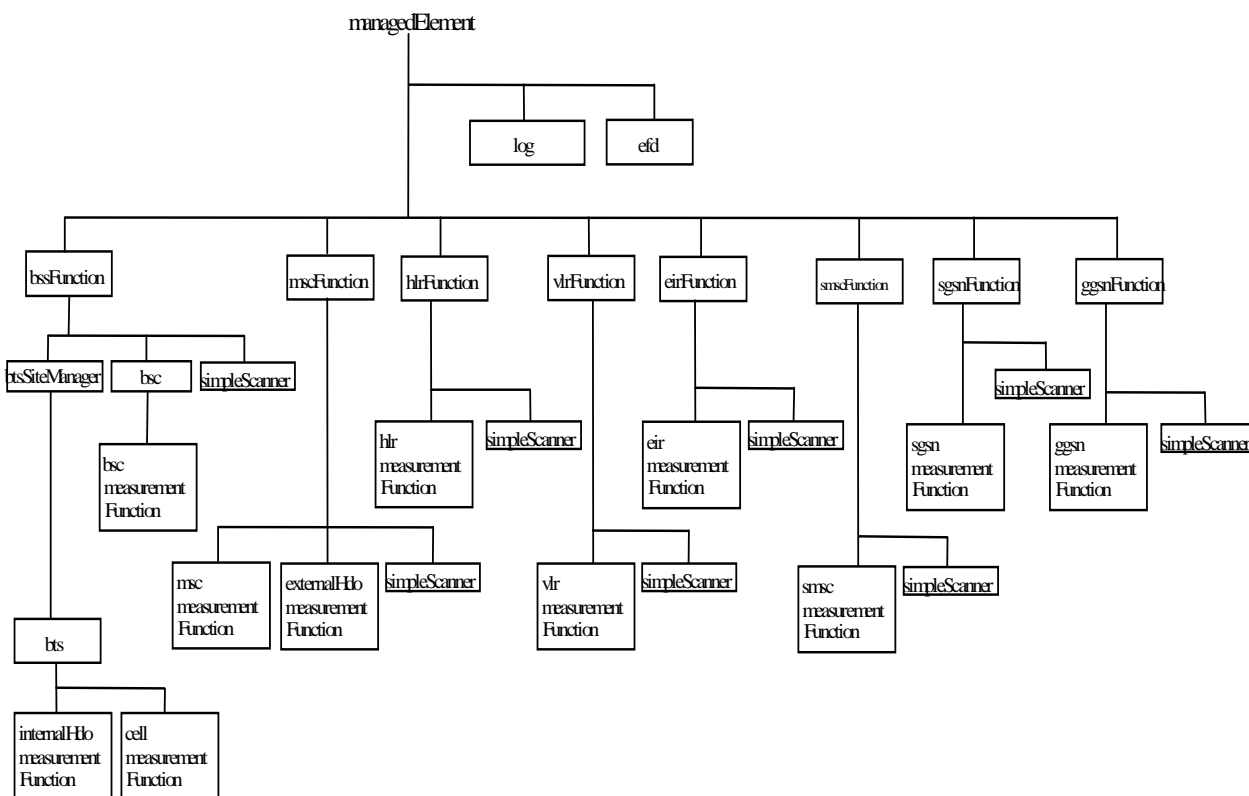 managedElement
log
efd
bssFunction
mscFunction
hlrFunction
vlrFunction
eirFunction
smscFunction
sgsnFunction
ggsnFunction
btsSiteManager
bsc
simpleScanner
simpleScanner
bsc
measurement
Function
hlr
measurement
Function
simpleScanner
eir
measurement
Function
simpleScanner
sgsn
measurement
Function
ggsn
measurement
Function
simpleScanner
msc
measurement
Function
externalHdo
measurement
Function
simpleScanner
vlr
measurement
Function
simpleScanner
smsc
measurement
Function
simpleScanner
bts
internalHdo
measurement
Function
cell
measurement
Function